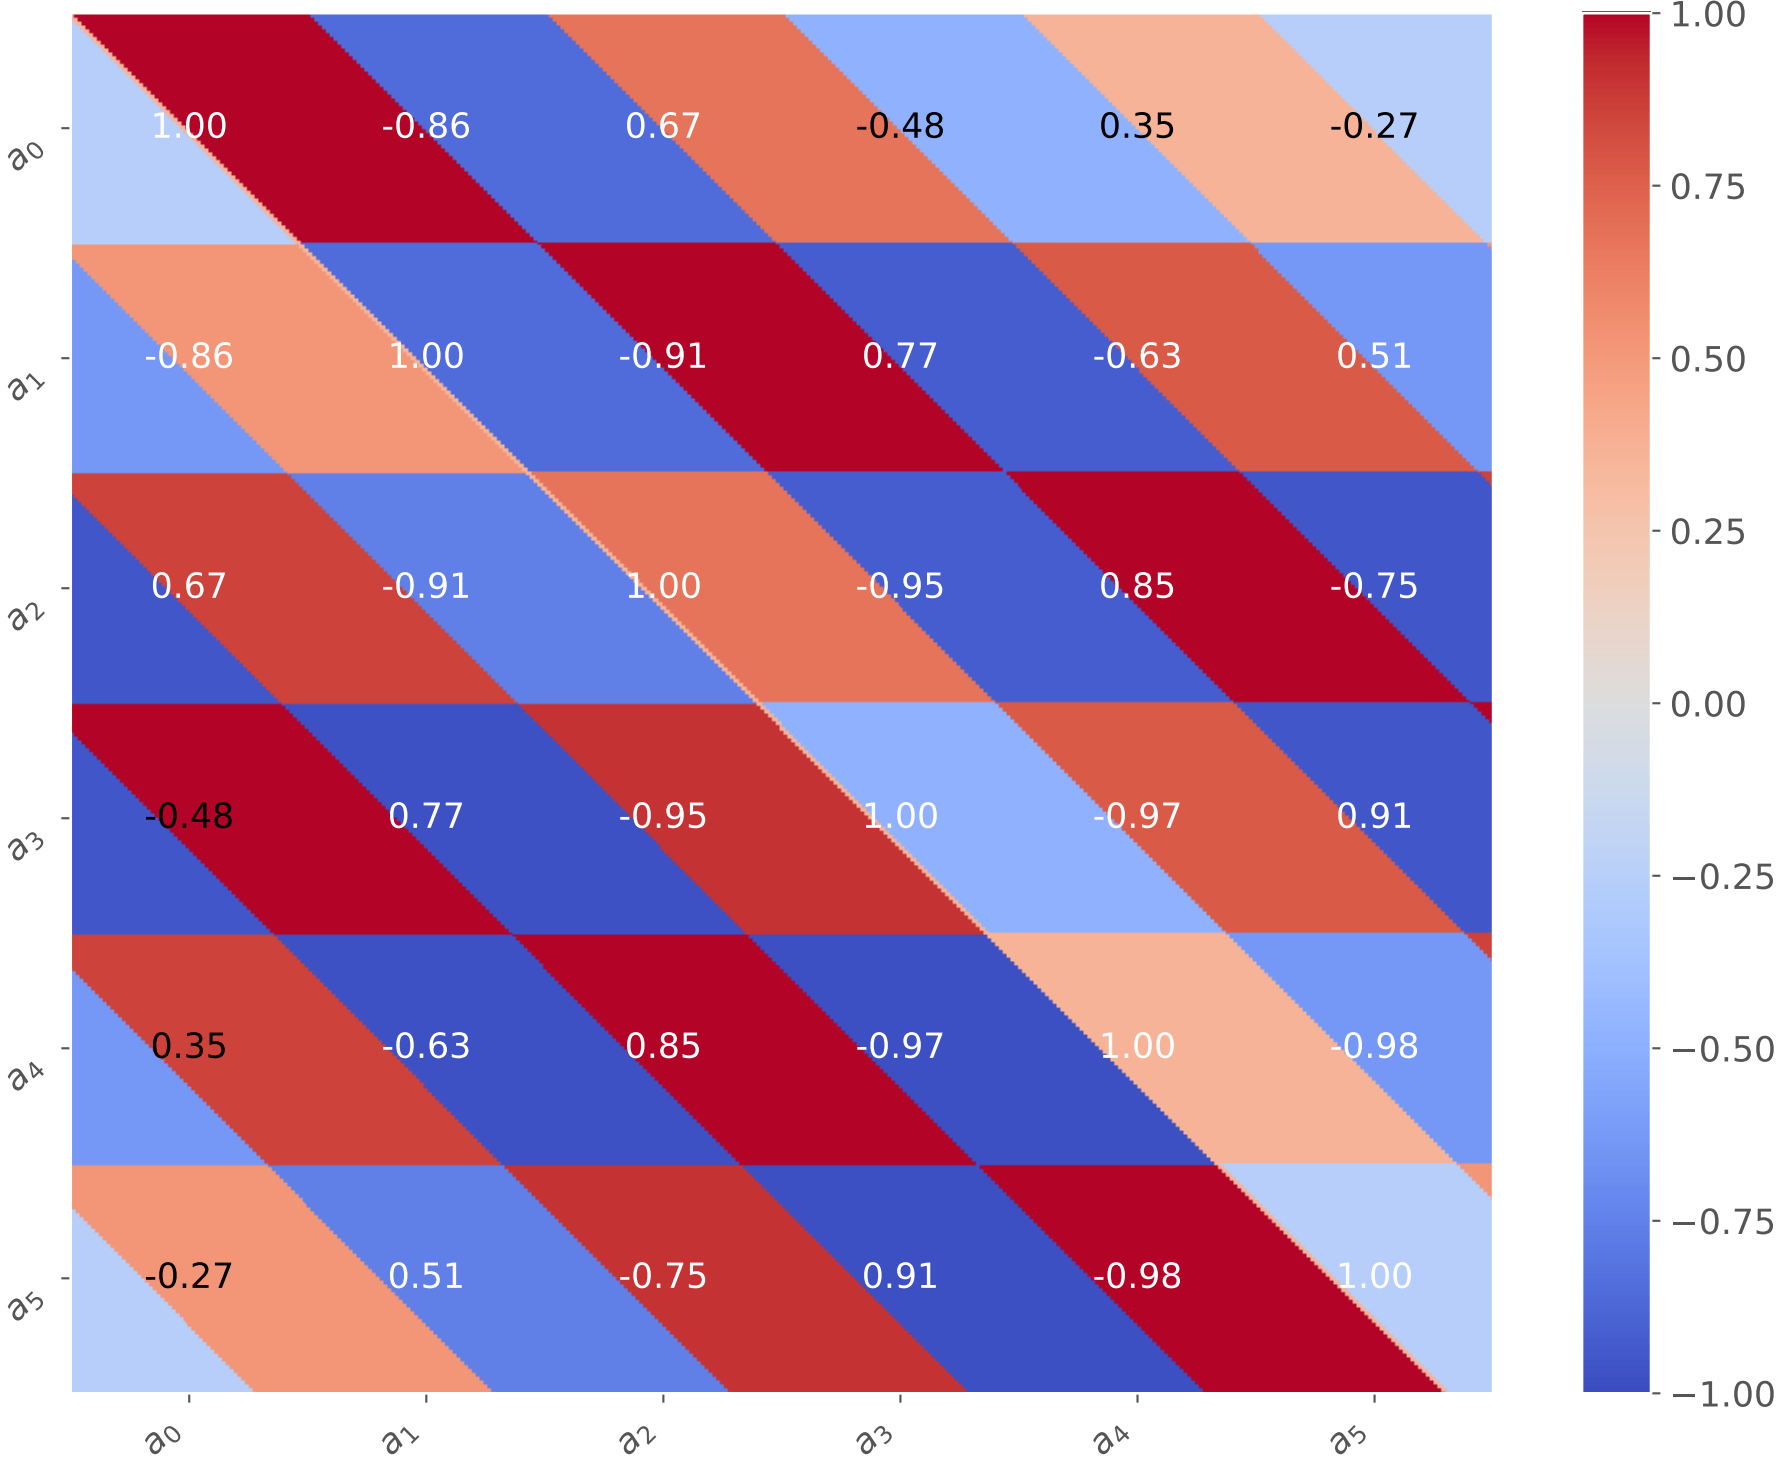 1.00
a0 1.00 -0.86 0.67 -0.48 0.35 -0.27
0.75
a1 -0.86 1.00 -0.91 0.77 -0.63 0.51
0.50
0.25
a2 0.67 -0.91 1.00 -0.95 0.85 -0.75
0.00
a3 -0.48 0.77 -0.95 1.00 -0.97 0.91
−0.25
a4 0.35 -0.63 0.85 -0.97 1.00 -0.98
−0.50
−0.75
a5 -0.27 0.51 -0.75 0.91 -0.98 1.00
−1.00
a0 a1 a2 a3 a4 a5